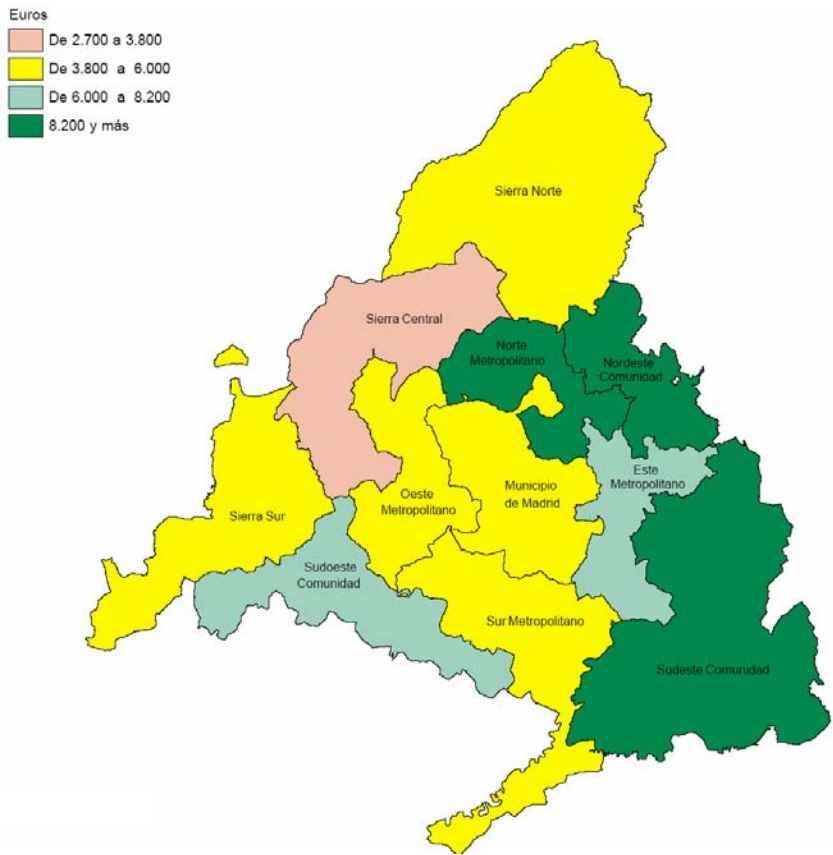 Euros
De 2.700 a 3.800
De 3.800 a 6.000
De 6.000 a 8.200
8.200 y más
Sierra Norte
Sierra Central
Norte
Metropolitano
Nordeste
Comunidad
Este
Metropolitano
Municipio
de Madrid
Oeste
Metropolitano
Sierra Sur
Sudoeste
Comunidad
Sur Metropolitano
Sudeste Comunidad